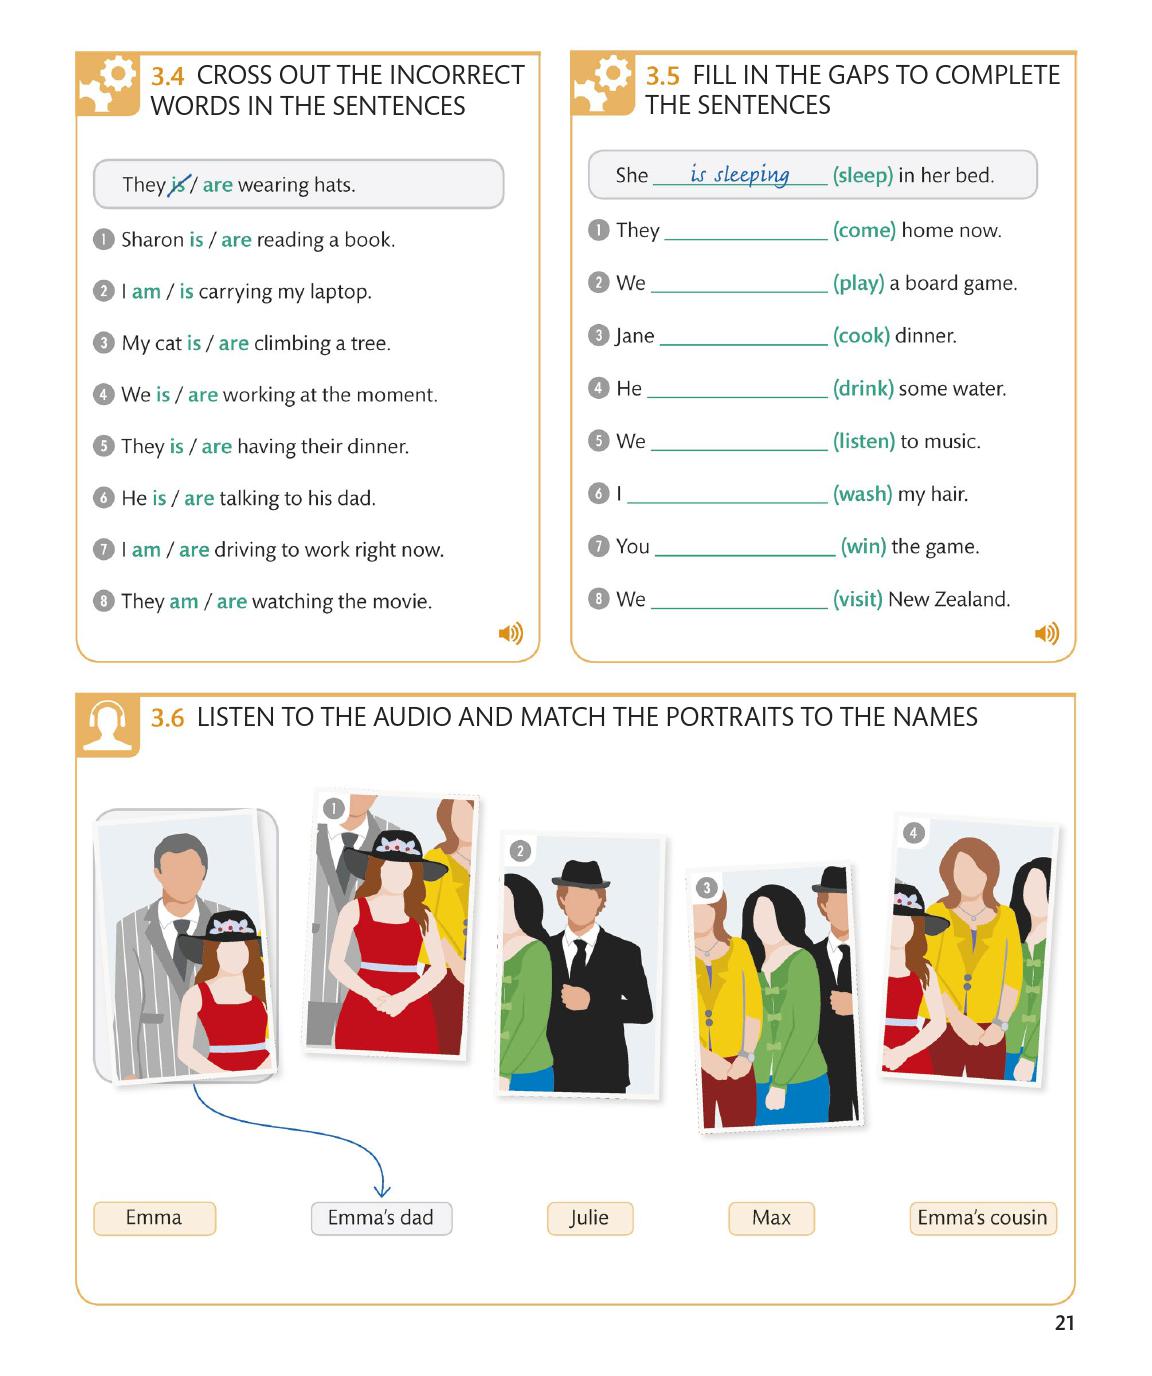 3.4 CROSS OUT THE INCORRECT
WORDS IN THE SENTENCES
They is / are wearing hats.
1 Sharon is / are reading a book.
2 I am / is carrying my laptop.
3 My cat is / are climbing a tree.
4 We is / are working at the moment.
5 They is / are having their dinner.
6 He is / are talking to his dad.
7 I am / are driving to work right now.
8 They am / are watching the movie.
3.5 FILL IN THE GAPS TO COMPLETE
THE SENTENCES
She is sleeping (sleep) in her bed.
1 They ______________ (come) home now.
2 We ______________ (play) a board game.
3 Jane ______________ (cook) dinner.
4 He ______________ (drink) some water.
5 We ______________ (listen) to music.
6 I ______________ (wash) my hair.
7 You ______________ (win) the game.
8 We ______________ (visit) New Zealand.
3.6 LISTEN TO THE AUDIO AND MATCH THE PORTRAITS TO THE NAMES
1
2
3
4
Emma
Emma's dad
Julie
Max
Emma's cousin
21